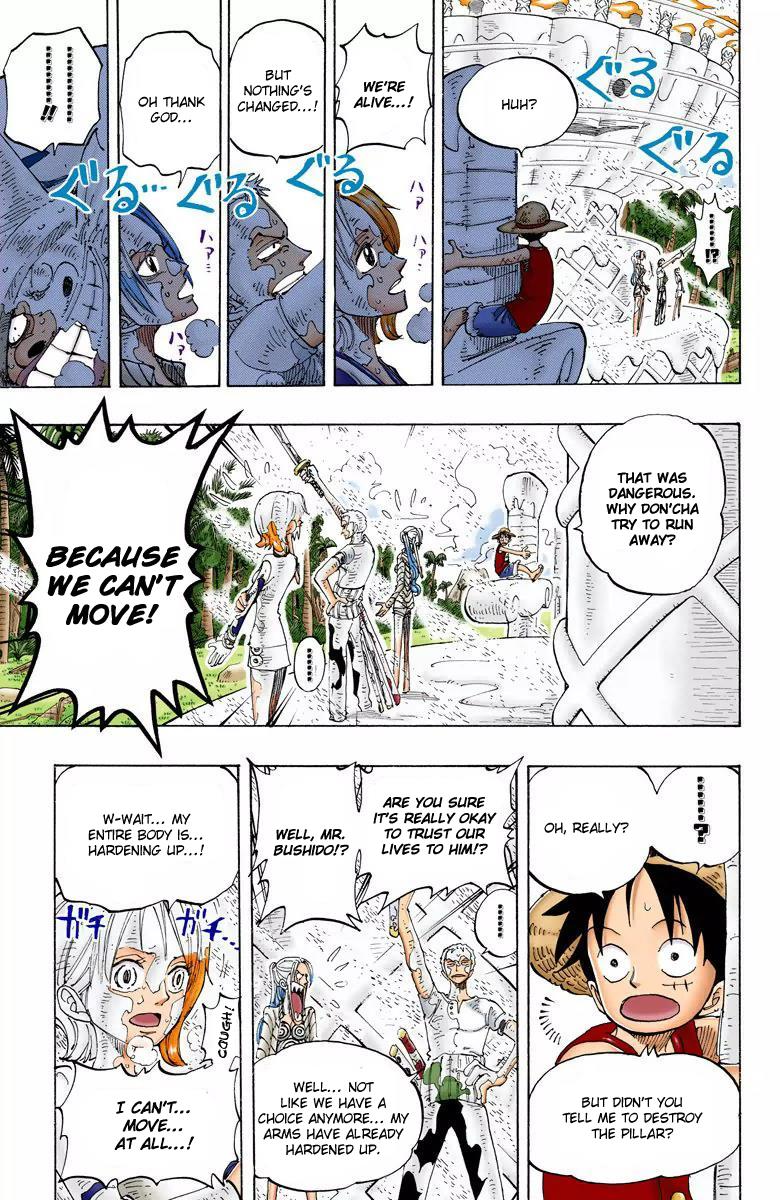 HUH?
ぐる
ぐる
............!?
WE'RE
ALIVE...!
ハァ
ぐる
BUT
NOTHING'S
CHANGED...!
ぐる
OH THANK
GOD...
ハァ...
ハァ...
ぐる...
............!!
THAT WAS
DANGEROUS.
WHY DON'CHA
TRY TO RUN
AWAY?
......
BECAUSE
WE CAN'T
MOVE!
............?
OH, REALLY?
BUT DIDN'T YOU
TELL ME TO DESTROY
THE PILLAR?
ARE YOU SURE
IT'S REALLY OKAY
TO TRUST OUR
LIVES TO HIM!?
WELL, MR.
BUSHIDO!?
......
WELL... NOT
LIKE WE HAVE A
CHOICE ANYMORE... MY
ARMS HAVE ALREADY
HARDENED UP.
W-WAIT... MY
ENTIRE BODY IS...
HARDENING UP...!
ガチ
ガチ...
COUGH!
I CAN'T...
MOVE...
AT ALL...!